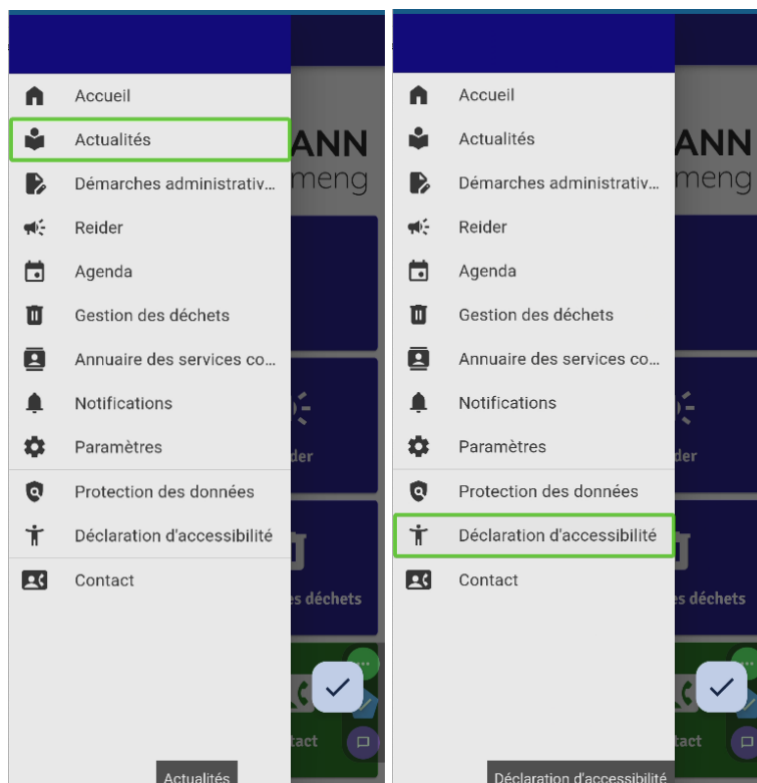 Accueil
Actualités
Démarches administrativ...
Reider
Agenda
Gestion des déchets
Annuaire des services co...
Notifications
Paramètres
Protection des données
Déclaration d'accessibilité
Contact
ANN
meng
der
s déchets
tact
Actualités
Accueil
Actualités
Démarches administrativ...
Reider
Agenda
Gestion des déchets
Annuaire des services co...
Notifications
Paramètres
Protection des données
Déclaration d'accessibilité
Contact
ANN
meng
der
s déchets
tact
Déclaration d'accessibilité